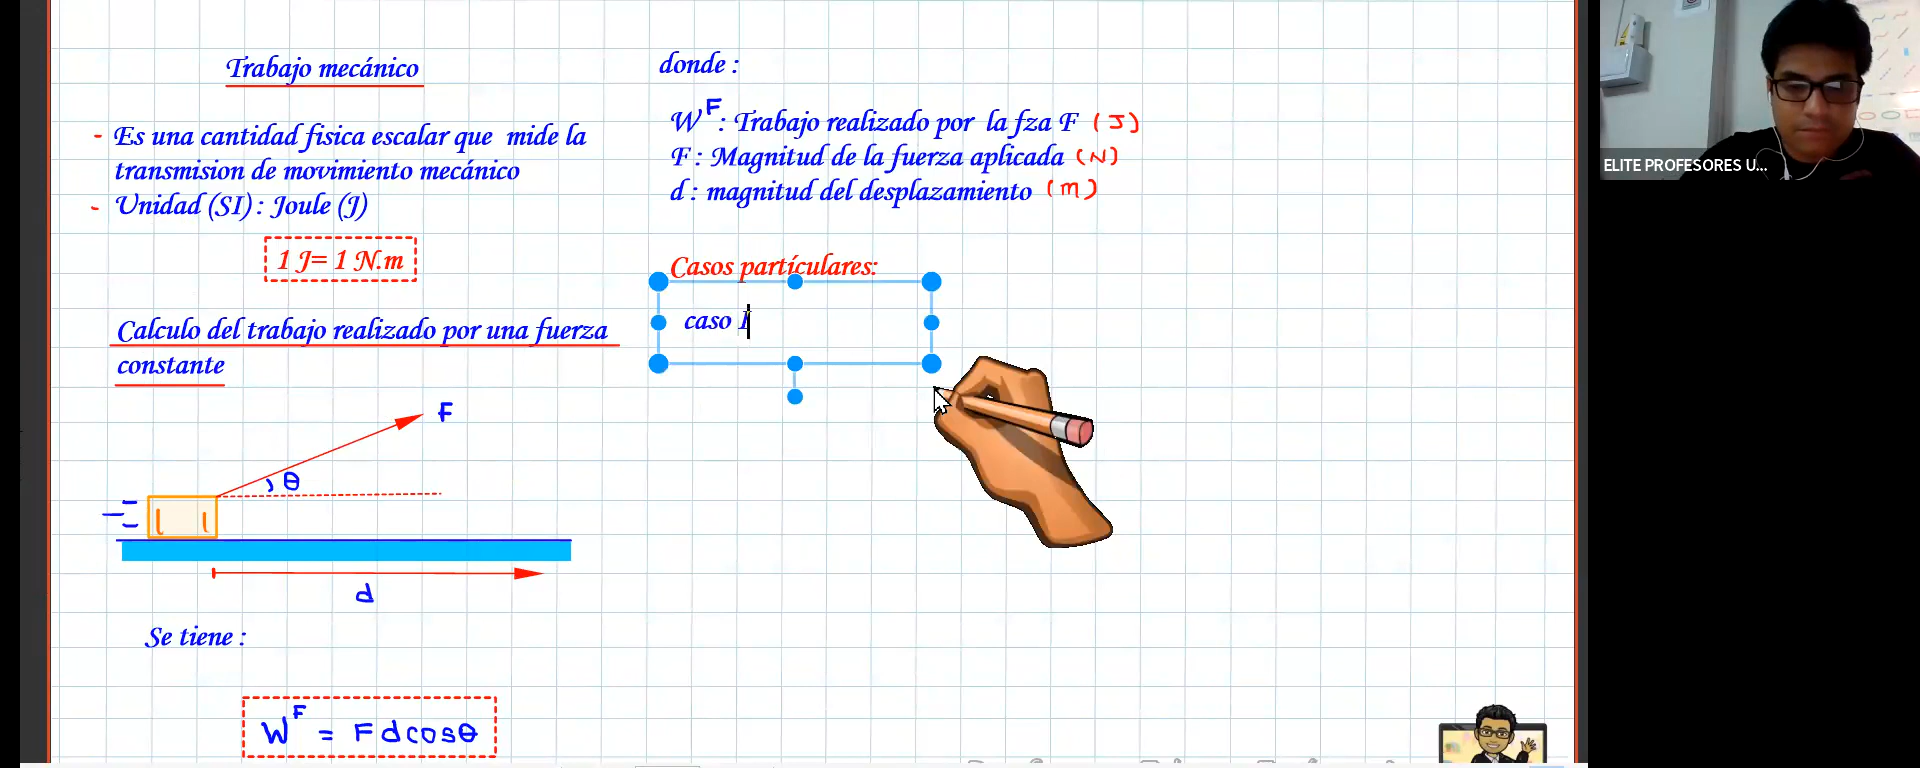 Trabajo mecánico
- Es una cantidad fisica escalar que mide la
transmision de movimiento mecánico
- Unidad (SI) : Joule (J)
1 J= 1 N.m
Calculo del trabajo realizado por una fuerza
constante
F
θ
d
Se tiene :
W^F = F d cos θ
donde :
W^F : Trabajo realizado por la fza F (J)
F : Magnitud de la fuerza aplicada (N)
d : magnitud del desplazamiento (m)
Casos partículares:
caso I
ELITE PROFESORES U...